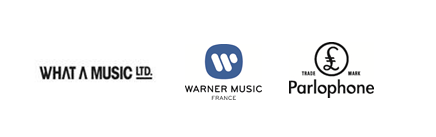 WHAT A MUSIC LTD.
WARNER MUSIC
FRANCE
£
TRADE MARK
Parlophone